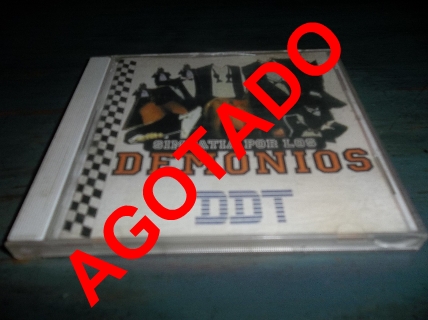 SIMPATIA POR LOS
DEMONIOS
DDT
AGOTADO